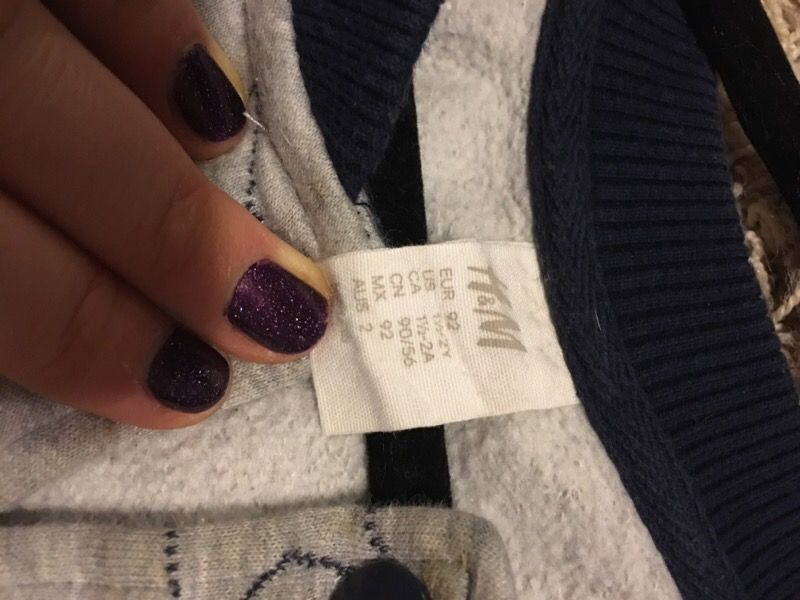 H&M
EUR 92
US 1½-2Y
CA 1½-2A
CN 90/56
MX 92
AUS 2